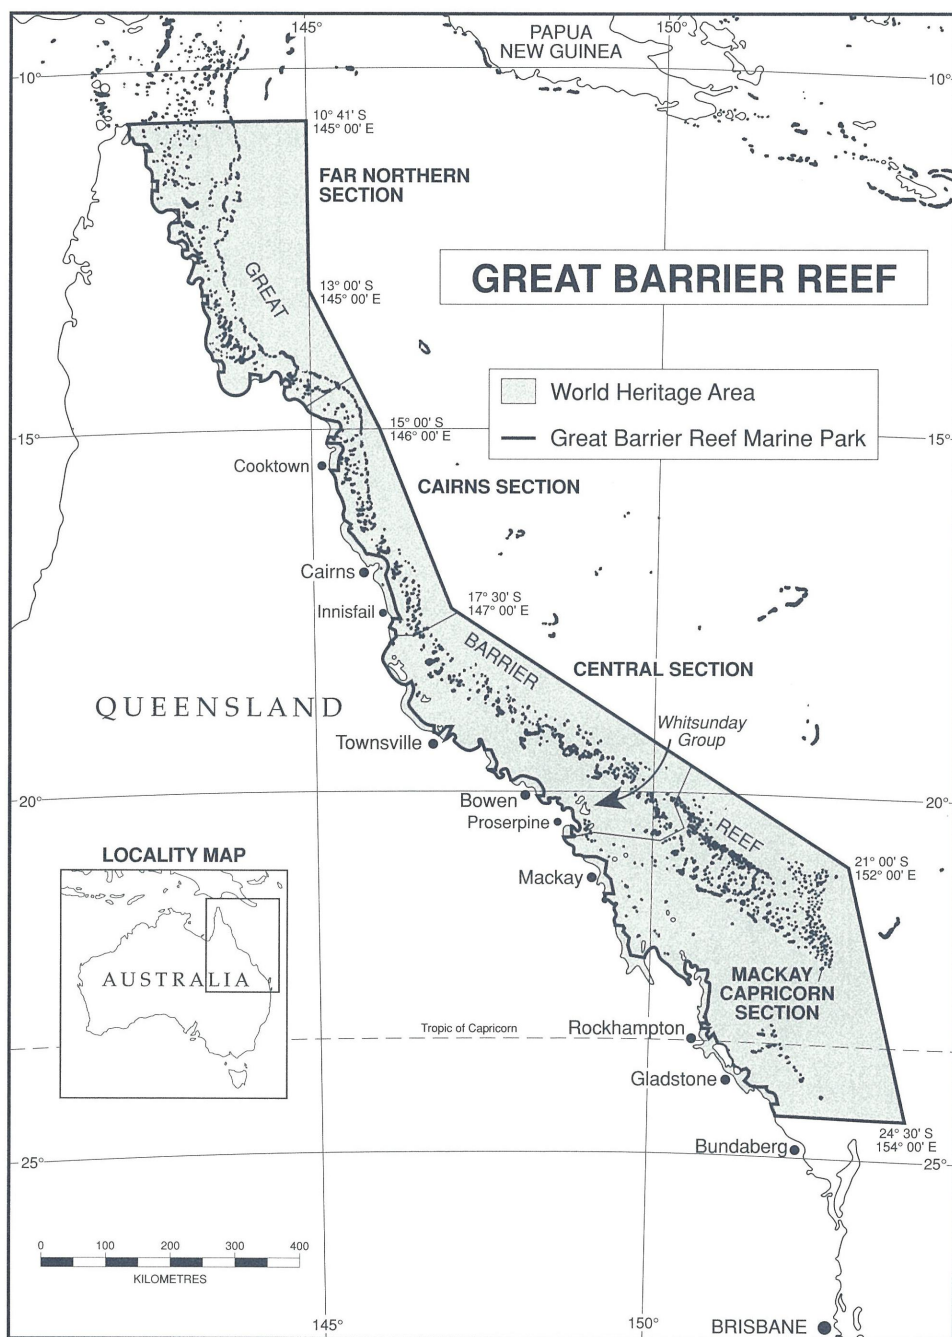 145°
150°
PAPUA
NEW GUINEA
10°
10°
10° 41' S
145° 00' E
FAR NORTHERN
SECTION
GREAT
GREAT BARRIER REEF
13° 00' S
145° 00' E
World Heritage Area
15° 00' S
146° 00' E
Great Barrier Reef Marine Park
15°
15°
Cooktown
CAIRNS SECTION
Cairns
17° 30' S
147° 00' E
Innisfail
BARRIER
CENTRAL SECTION
QUEENSLAND
Whitsunday
Group
Townsville
20°
20°
Bowen
Proserpine
REEF
LOCALITY MAP
21° 00' S
152° 00' E
Mackay
AUSTRALIA
MACKAY /
CAPRICORN
SECTION
Tropic of Capricorn
Rockhampton
Gladstone
24° 30' S
154° 00' E
Bundaberg
25°
25°
0 100 200 300 400
KILOMETRES
145°
150°
BRISBANE